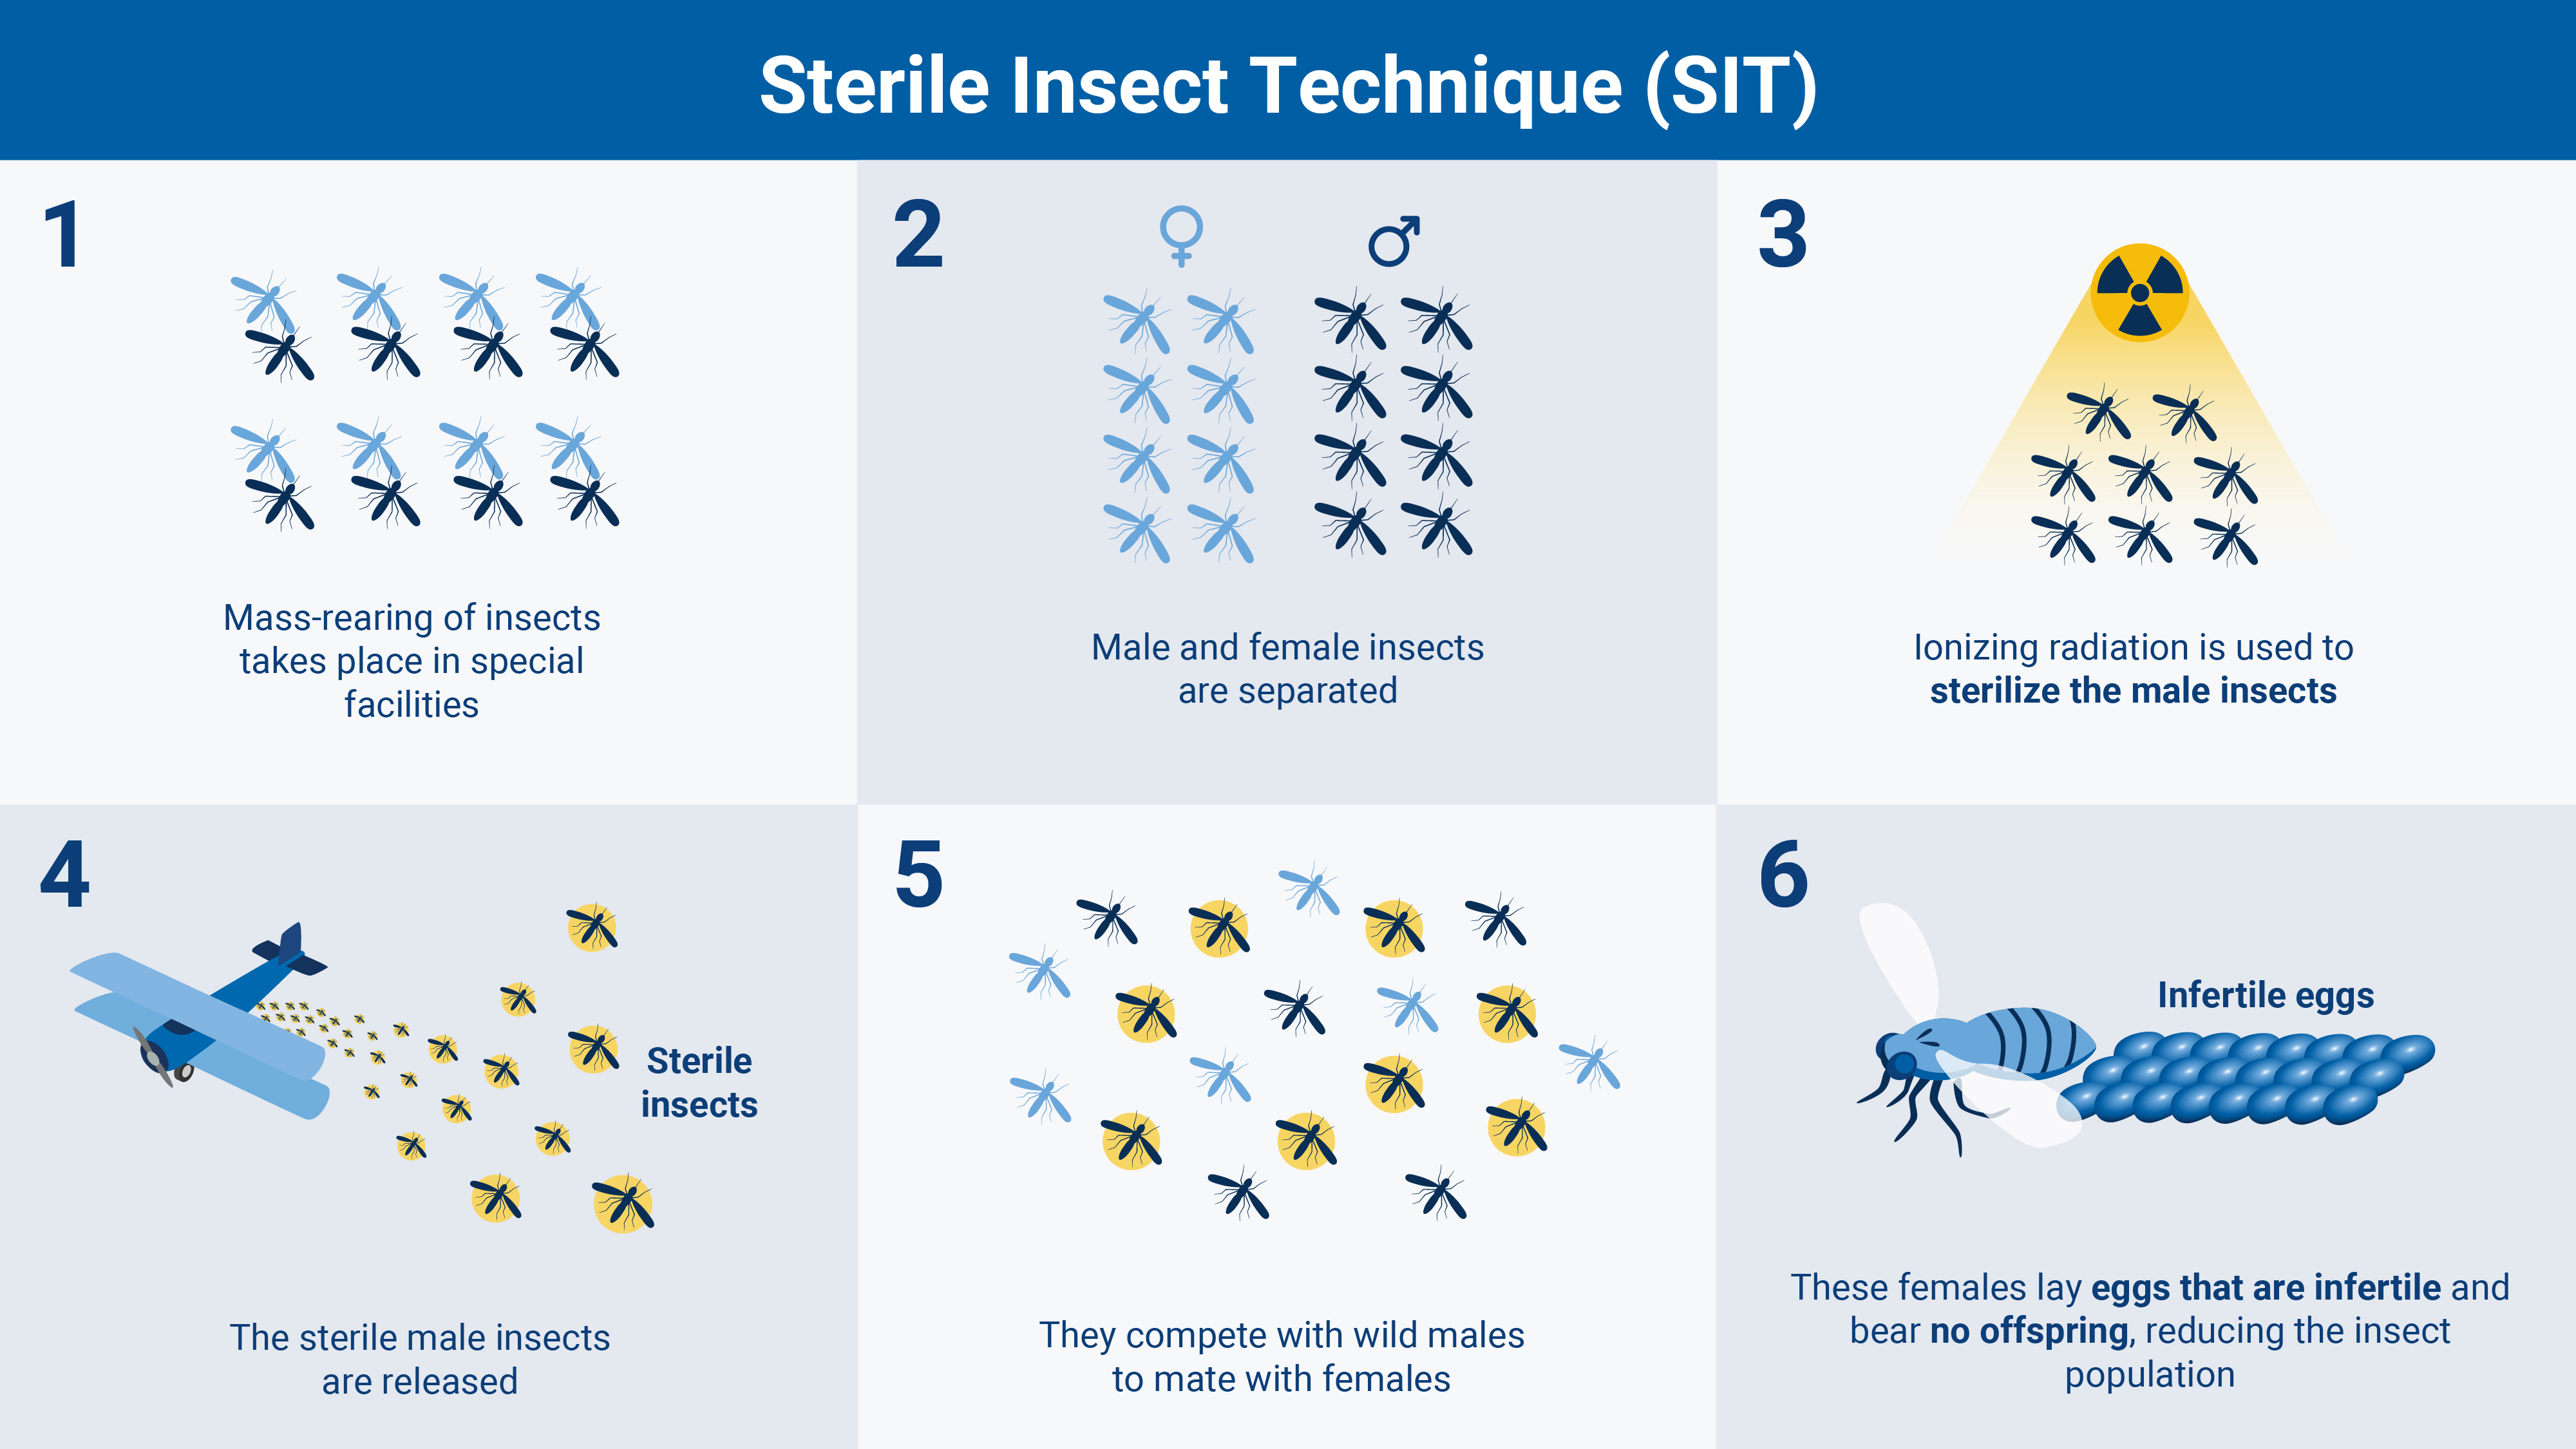 Sterile Insect Technique (SIT)
1
Mass-rearing of insects
takes place in special
facilities
2
Male and female insects
are separated
3
Ionizing radiation is used to
sterilize the male insects
4
Sterile
insects
The sterile male insects
are released
5
They compete with wild males
to mate with females
6
Infertile eggs
These females lay eggs that are infertile and
bear no offspring, reducing the insect
population